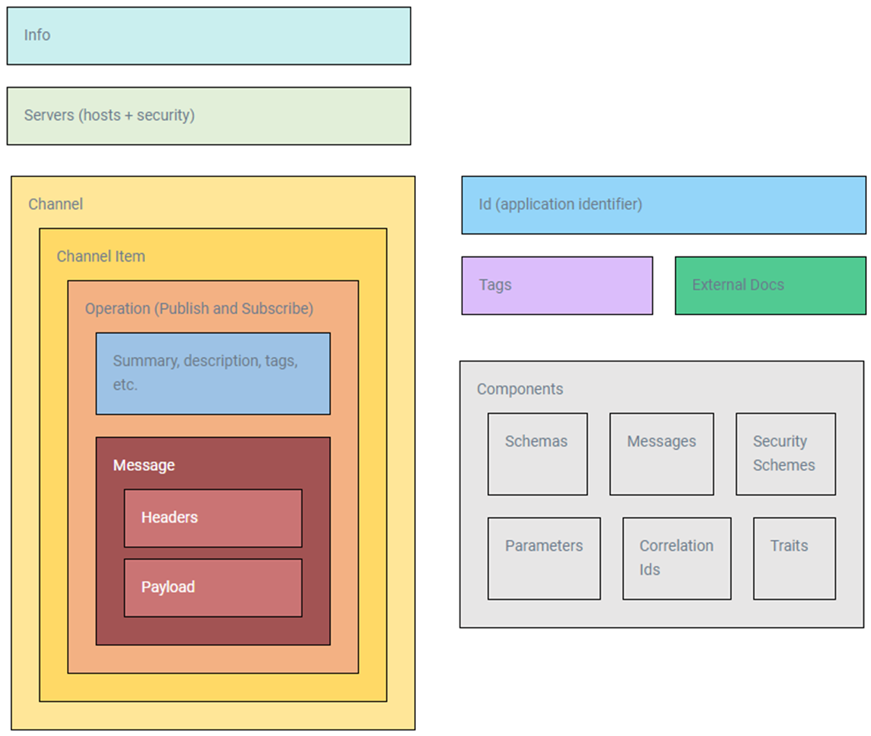 Info
Servers (hosts + security)
Channel
Channel Item
Operation (Publish and Subscribe)
Summary, description, tags,
etc.
Message
Headers
Payload
Id (application identifier)
Tags
External Docs
Components
Schemas
Messages
Security
Schemes
Parameters
Correlation
Ids
Traits